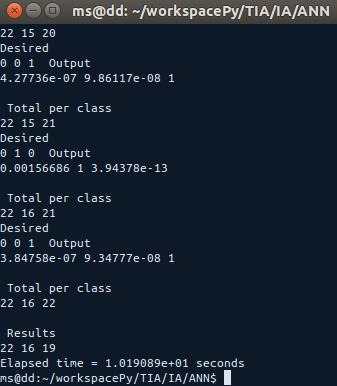 ms@dd: ~/workspacePy/TIA/IA/ANN
22 15 20
Desired
0 0 1  Output
4.27736e-07 9.86117e-08 1
Total per class
22 15 21
Desired
0 1 0  Output
0.00156686 1 3.94378e-13
Total per class
22 16 21
Desired
0 0 1  Output
3.84758e-07 9.34777e-08 1
Total per class
22 16 22
Results
22 16 19
Elapsed time = 1.019089e+01 seconds
ms@dd:~/workspacePy/TIA/IA/ANN$